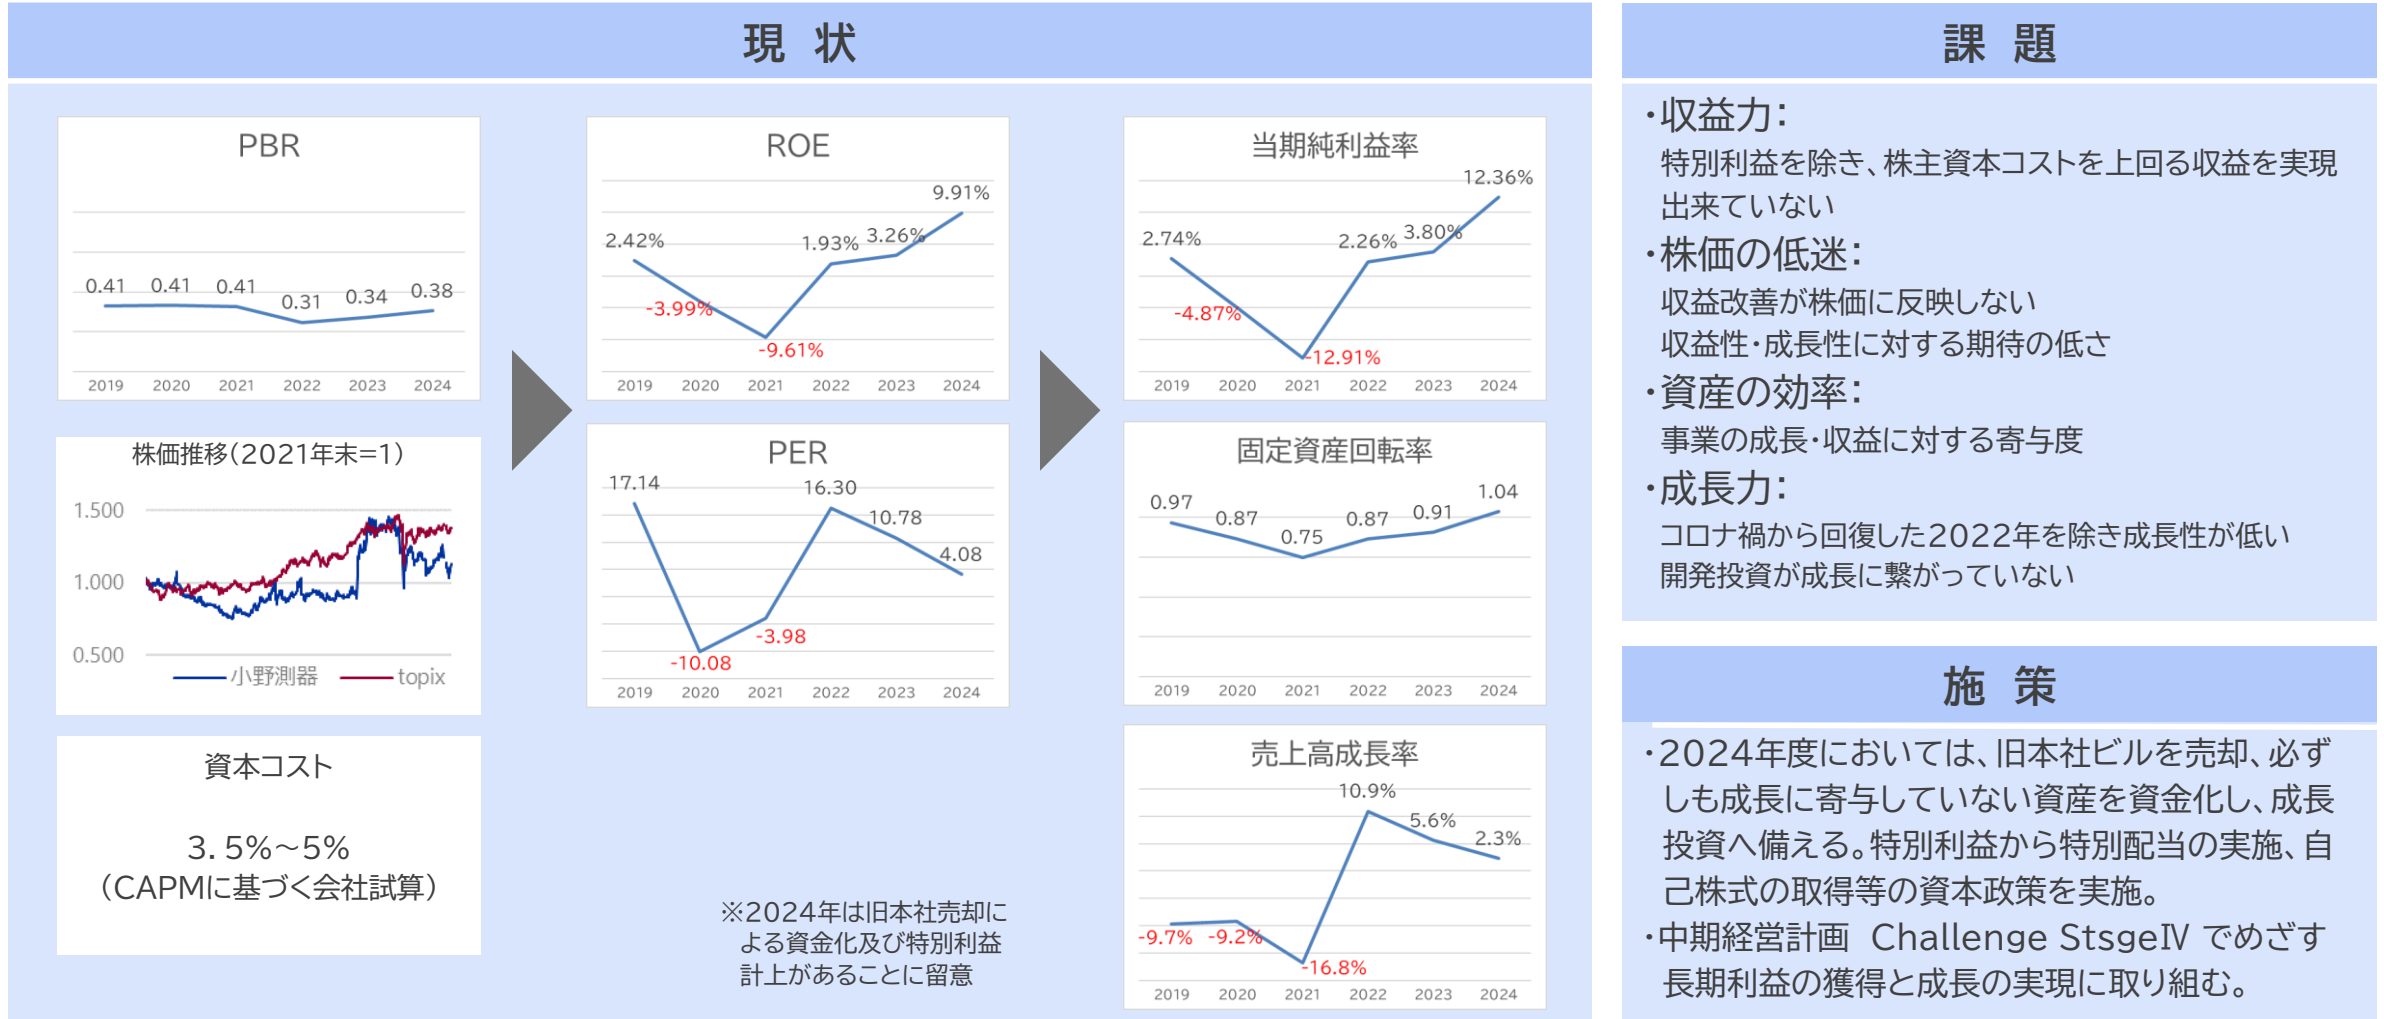 現 状
PBR
0.41 0.41 0.41 0.31 0.34 0.38
2019 2020 2021 2022 2023 2024
株価推移(2021年末=1)
1.500
1.000
0.500
小野測器 topix
資本コスト
3.5%~5%
(CAPMに基づく会社試算)
ROE
2.42% -3.99% -9.61% 1.93% 3.26% 9.91%
2019 2020 2021 2022 2023 2024
PER
17.14 -10.08 -3.98 16.30 10.78 4.08
2019 2020 2021 2022 2023 2024
※2024年は旧本社売却に
よる資金化及び特別利益
計上があることに留意
当期純利益率
2.74% -4.87% -12.91% 2.26% 3.80% 12.36%
2019 2020 2021 2022 2023 2024
固定資産回転率
0.97 0.87 0.75 0.87 0.91 1.04
2019 2020 2021 2022 2023 2024
売上高成長率
-9.7% -9.2% -16.8% 10.9% 5.6% 2.3%
2019 2020 2021 2022 2023 2024
課 題
・収益力:
特別利益を除き、株主資本コストを上回る収益を実現
出来ていない
・株価の低迷:
収益改善が株価に反映しない
収益性・成長性に対する期待の低さ
・資産の効率:
事業の成長・収益に対する寄与度
・成長力:
コロナ禍から回復した2022年を除き成長性が低い
開発投資が成長に繋がっていない
施 策
・2024年度においては、旧本社ビルを売却、必ず
しも成長に寄与していない資産を資金化し、成長
投資へ備える。特別利益から特別配当の実施、自
己株式の取得等の資本政策を実施。
・中期経営計画 Challenge StsgeⅣ でめざす
長期利益の獲得と成長の実現に取り組む。